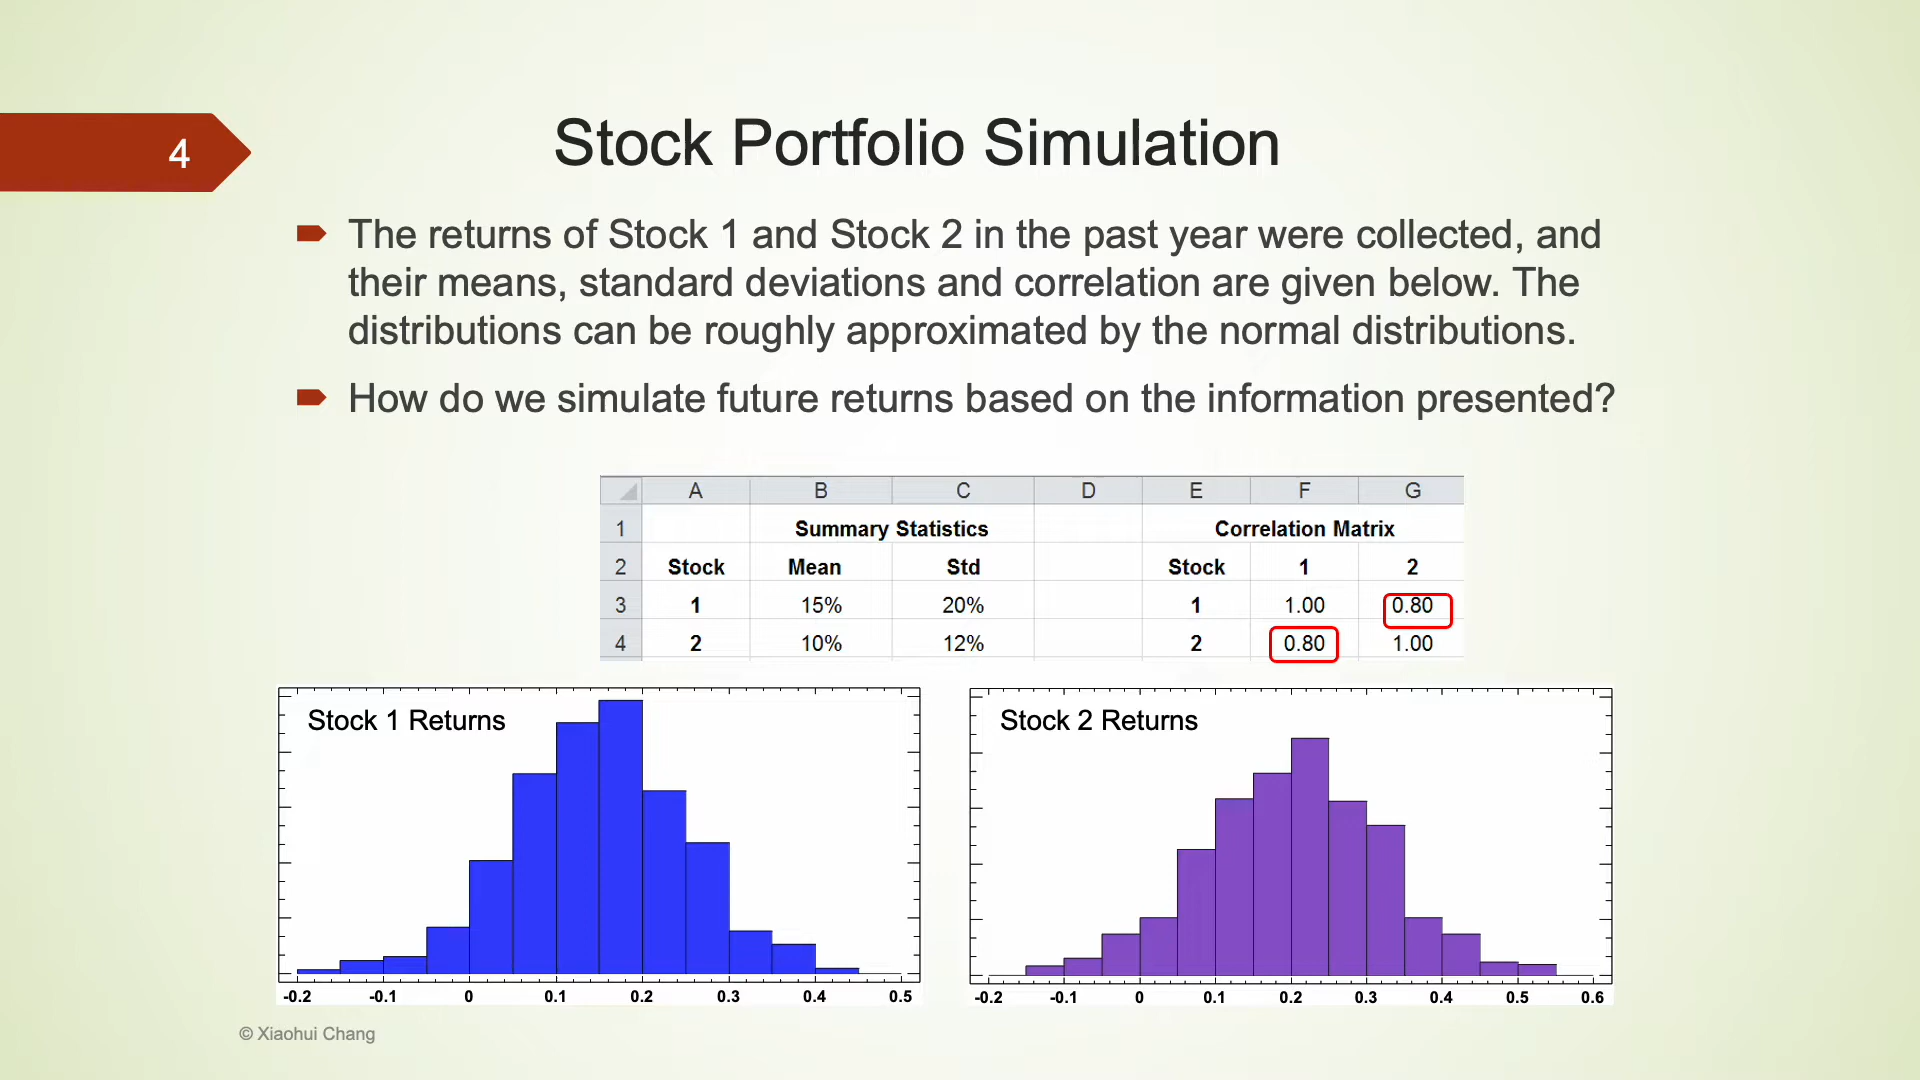 4
Stock Portfolio Simulation
The returns of Stock 1 and Stock 2 in the past year were collected, and
their means, standard deviations and correlation are given below. The
distributions can be roughly approximated by the normal distributions.
How do we simulate future returns based on the information presented?
A B C D E F G
1 Summary Statistics Correlation Matrix
2 Stock Mean Std Stock 1 2
3 1 15% 20% 1 1.00 0.80
4 2 10% 12% 2 0.80 1.00
Stock 1 Returns
-0.2 -0.1 0 0.1 0.2 0.3 0.4 0.5
Stock 2 Returns
-0.2 -0.1 0 0.1 0.2 0.3 0.4 0.5 0.6
© Xiaohui Chang